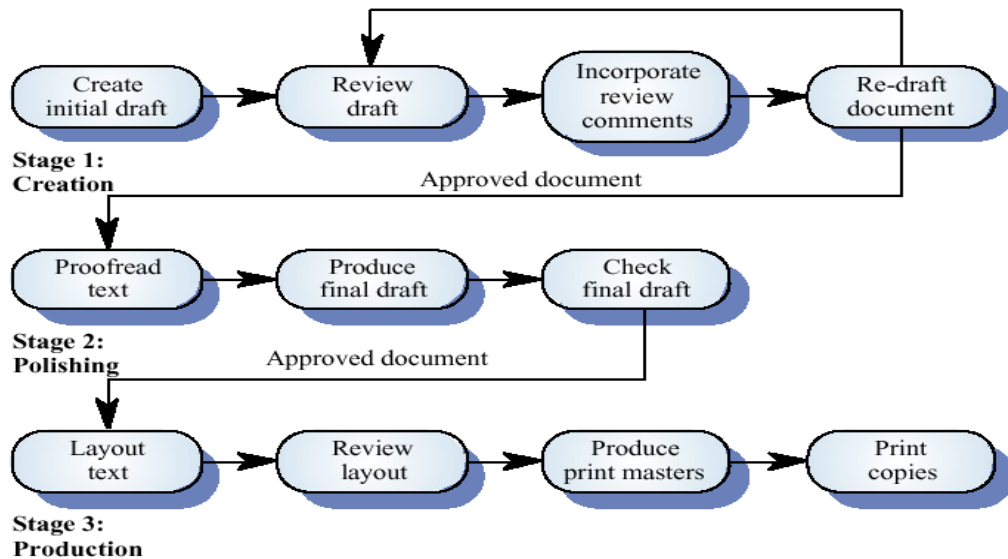 Create
initial draft
Review
draft
Incorporate
review
comments
Re-draft
document
Stage 1:
Creation
Approved document
Proofread
text
Produce
final draft
Check
final draft
Stage 2:
Polishing
Approved document
Layout
text
Review
layout
Produce
print masters
Print
copies
Stage 3:
Production